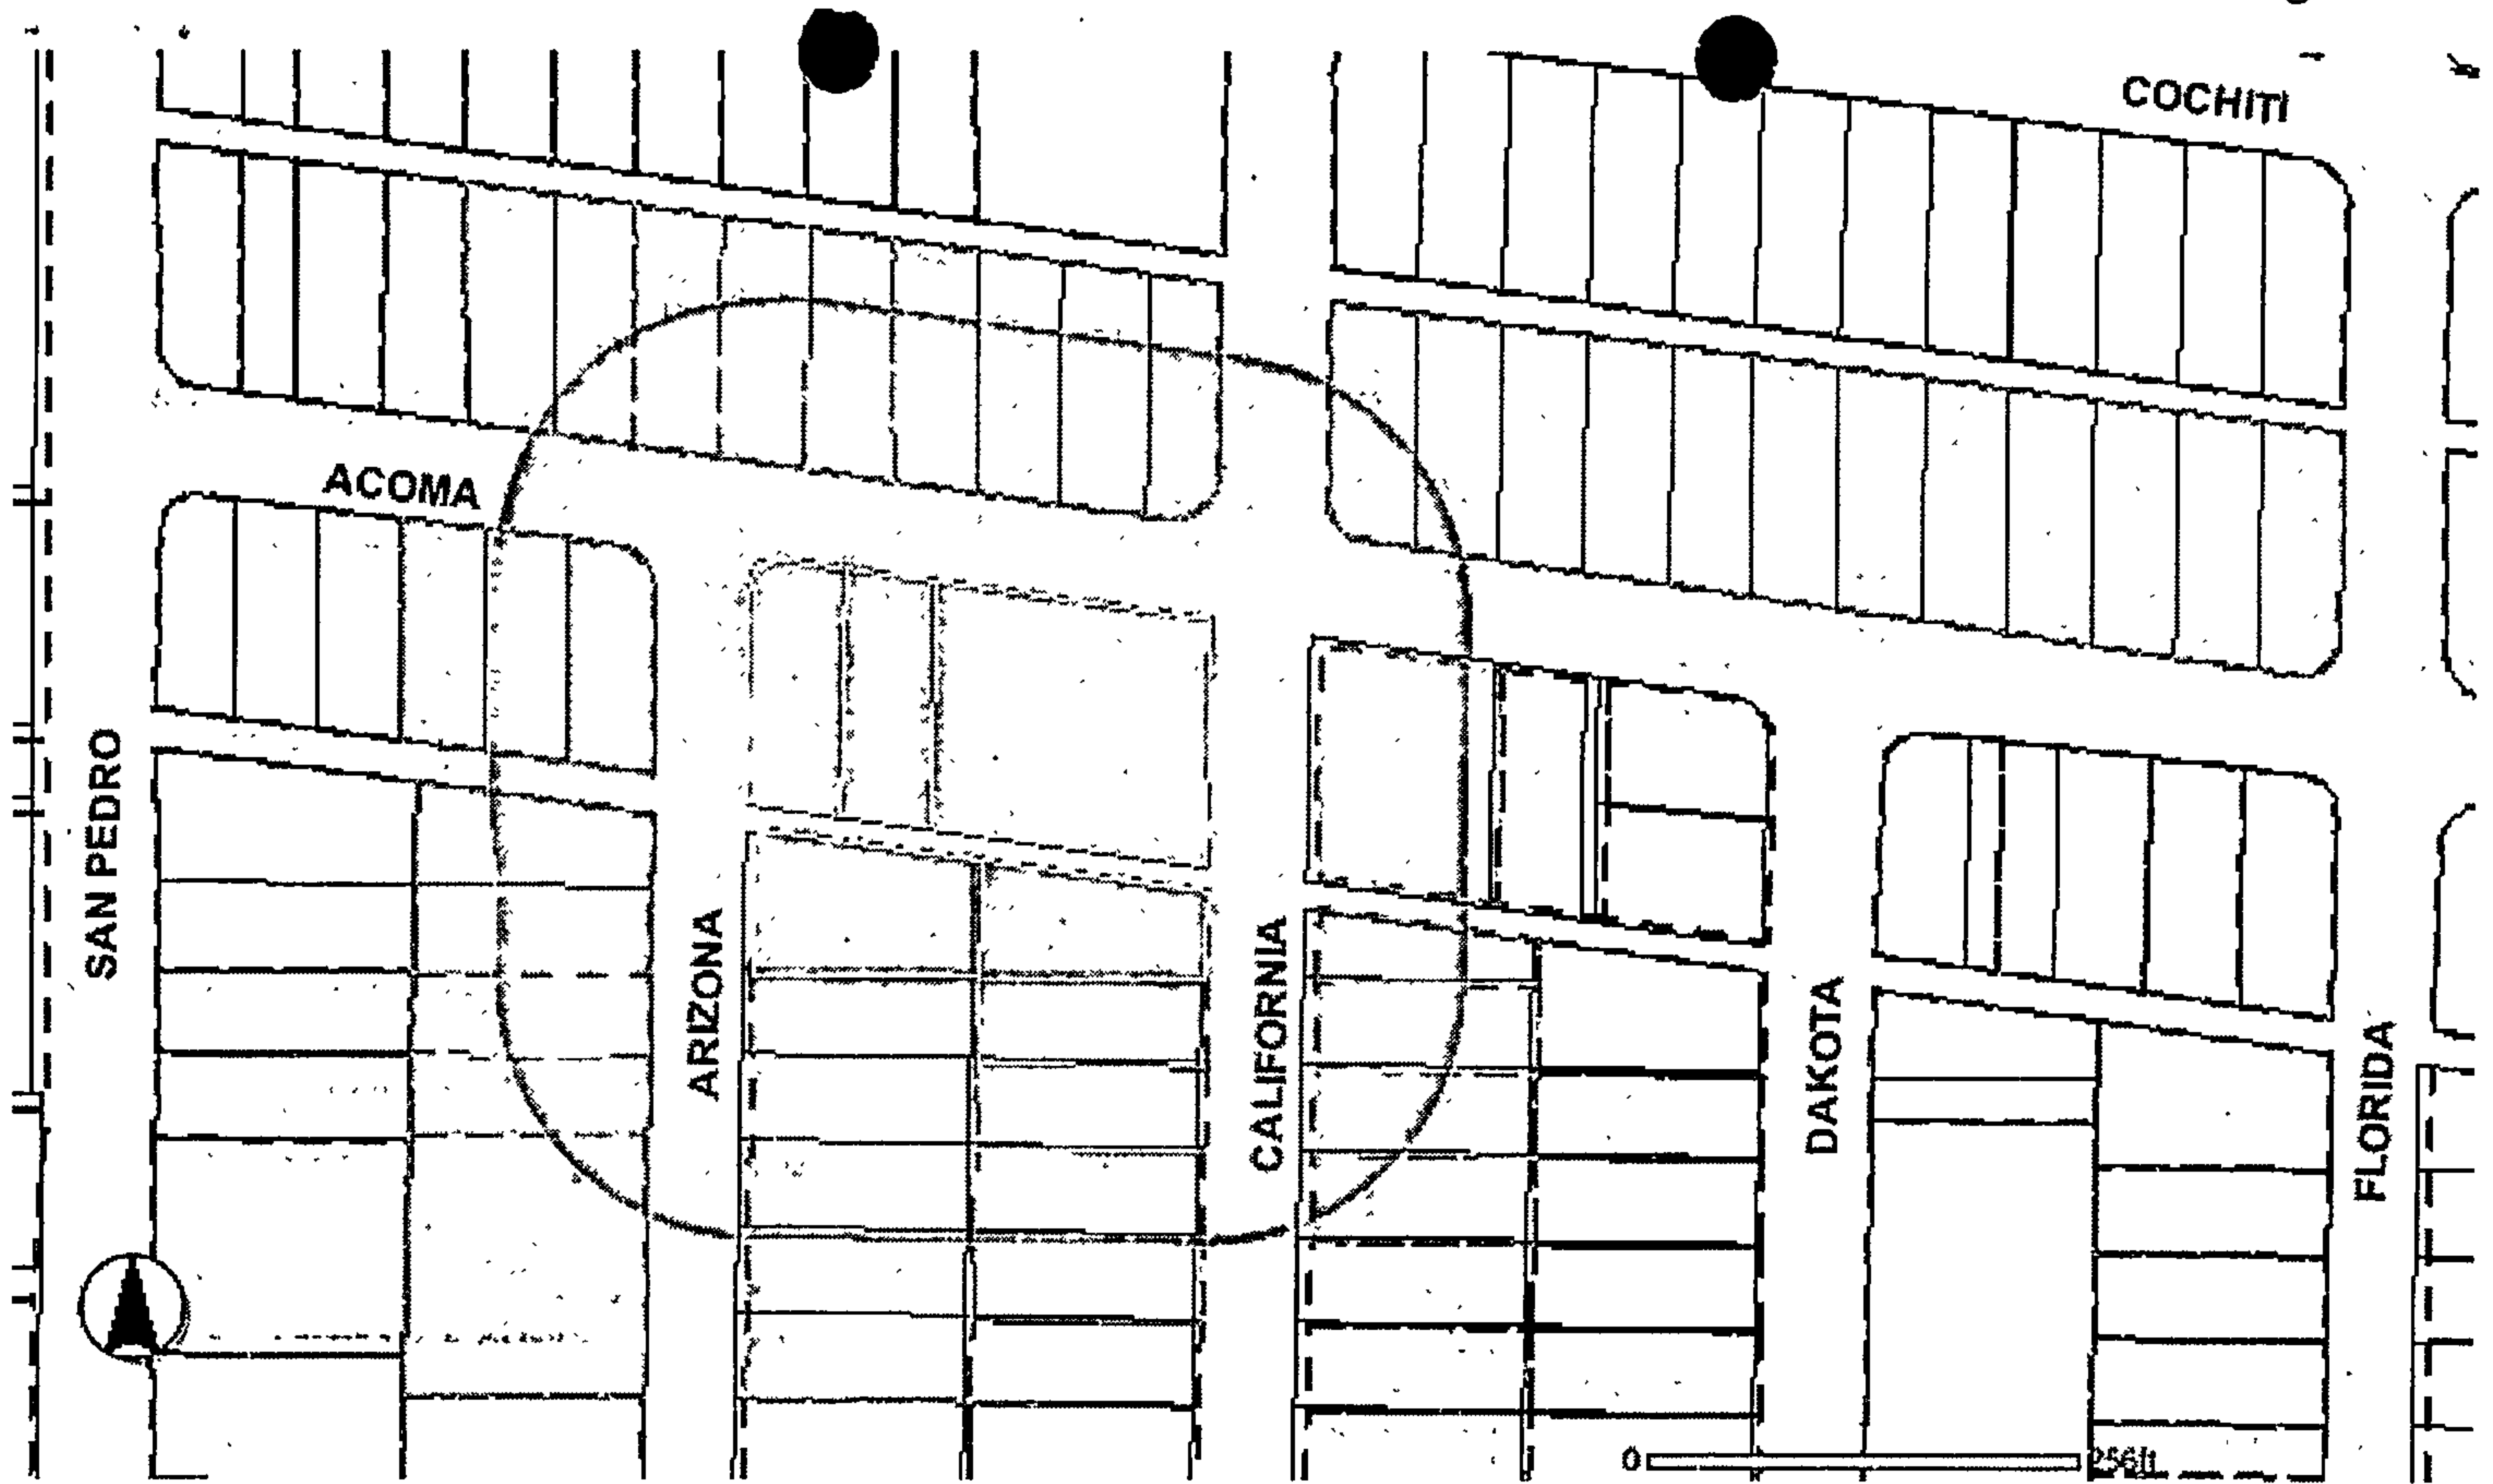 COCHITI
ACOMA
SAN PEDRO
ARIZONA
CALIFORNIA
DAKOTA
FLORIDA
0 256ft